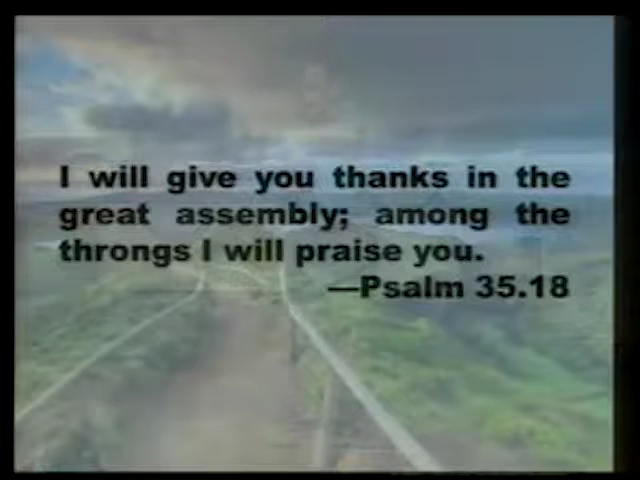 I will give you thanks in the
great assembly; among the
throngs I will praise you.
—Psalm 35.18